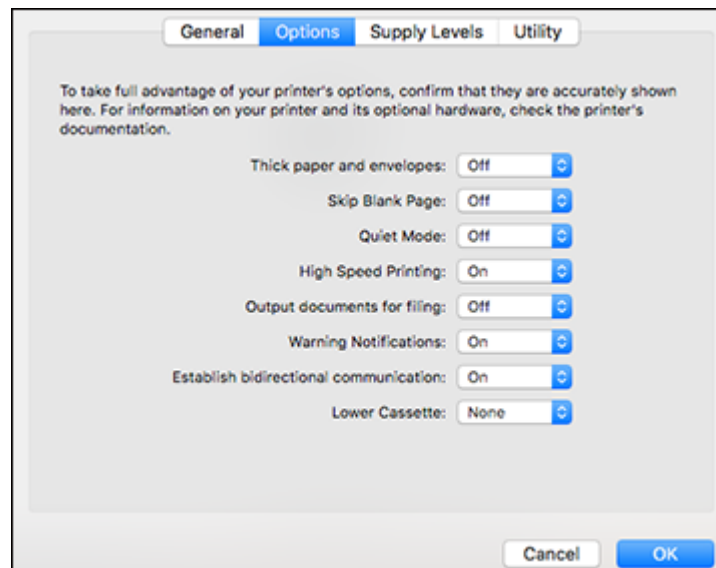 General Options Supply Levels Utility
To take full advantage of your printer's options, confirm that they are accurately shown
here. For information on your printer and its optional hardware, check the printer's
documentation.
Thick paper and envelopes: Off
Skip Blank Page: Off
Quiet Mode: Off
High Speed Printing: On
Output documents for filing: Off
Warning Notifications: On
Establish bidirectional communication: On
Lower Cassette: None
Cancel OK